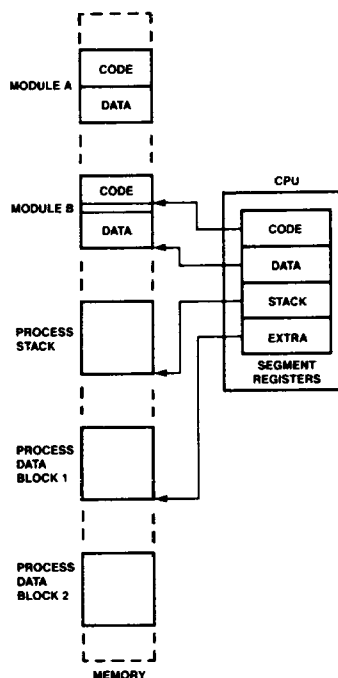 MODULE A
CODE
DATA
MODULE B
CODE
DATA
PROCESS
STACK
PROCESS
DATA
BLOCK 1
PROCESS
DATA
BLOCK 2
MEMORY
CPU
CODE
DATA
STACK
EXTRA
SEGMENT
REGISTERS